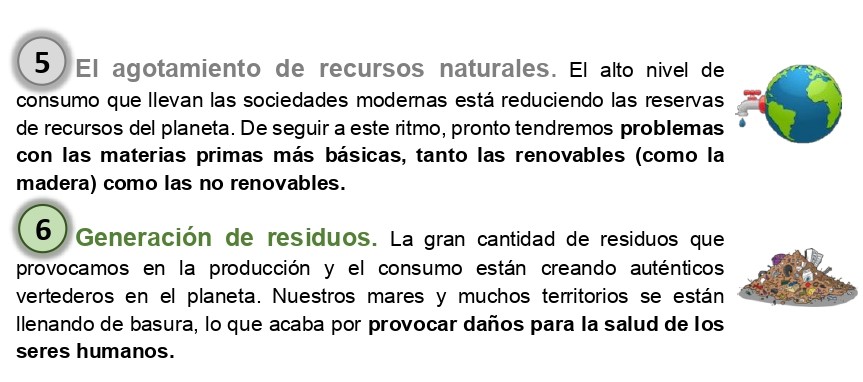 5 El agotamiento de recursos naturales. El alto nivel de
consumo que llevan las sociedades modernas está reduciendo las reservas
de recursos del planeta. De seguir a este ritmo, pronto tendremos problemas
con las materias primas más básicas, tanto las renovables (como la
madera) como las no renovables.
6 Generación de residuos. La gran cantidad de residuos que
provocamos en la producción y el consumo están creando auténticos
vertederos en el planeta. Nuestros mares y muchos territorios se están
llenando de basura, lo que acaba por provocar daños para la salud de los
seres humanos.